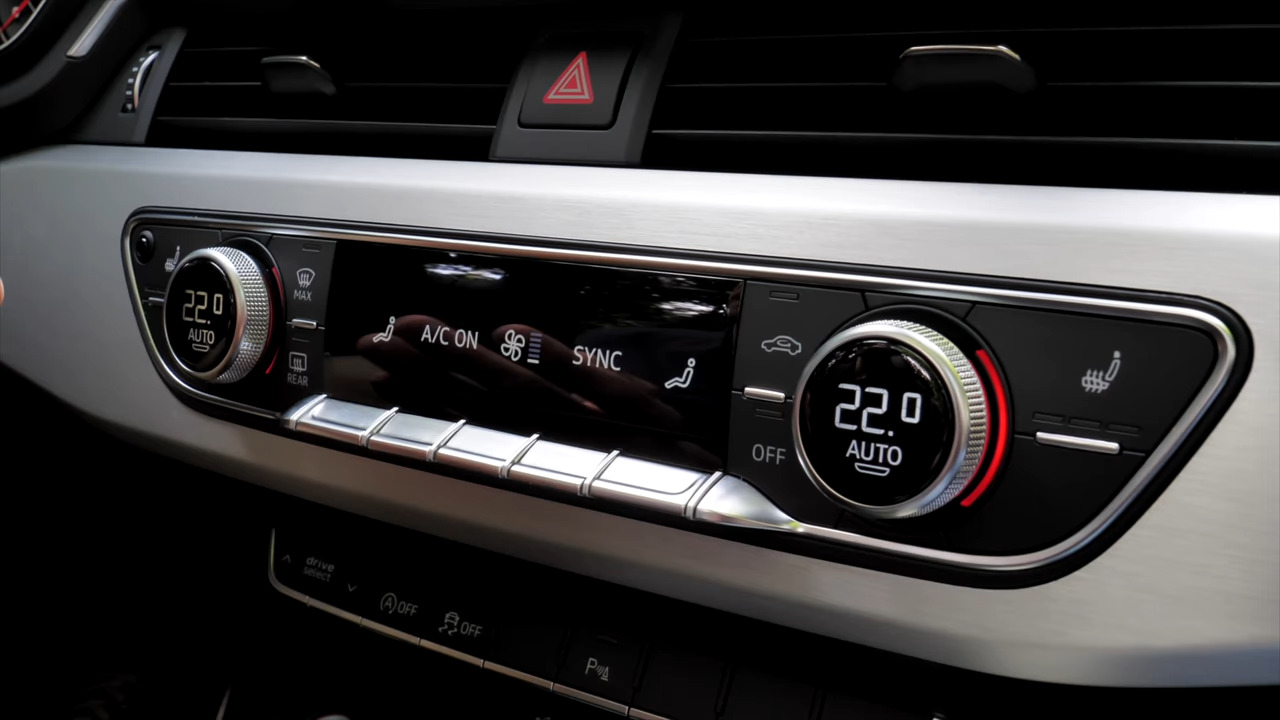 22.0
AUTO
MAX
REAR
A/C ON
SYNC
OFF
22.0
AUTO
drive
select
A OFF
OFF
P